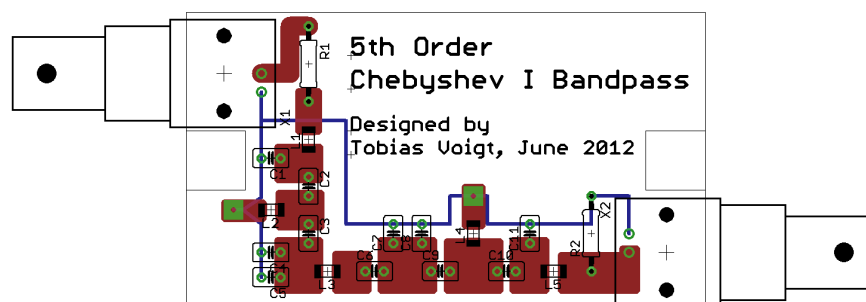 R1
5th Order
Chebyshev I Bandpass
X1
Designed by
Tobias Voigt, June 2012
L1
C1
C2
L2
C3
X2
C7
C8
L4
C11
R2
C4
C6
C9
C10
C5
L3
L5